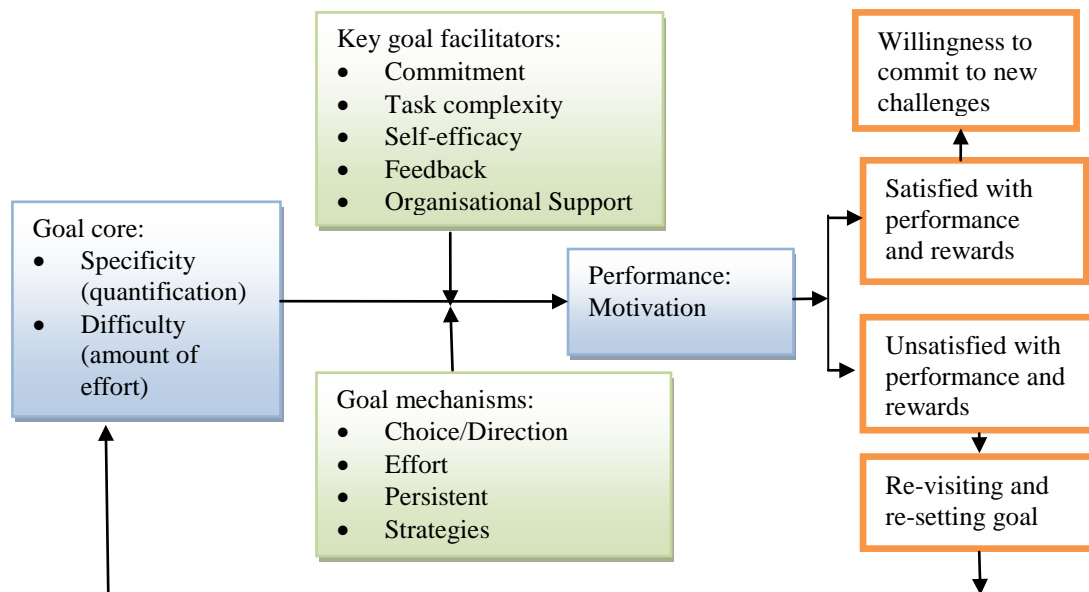 Key goal facilitators:
• Commitment
• Task complexity
• Self-efficacy
• Feedback
• Organisational Support
Goal core:
• Specificity
(quantification)
• Difficulty
(amount of
effort)
Goal mechanisms:
• Choice/Direction
• Effort
• Persistent
• Strategies
Performance:
Motivation
Willingness to
commit to new
challenges
Satisfied with
performance
and rewards
Unsatisfied with
performance and
rewards
Re-visiting and
re-setting goal